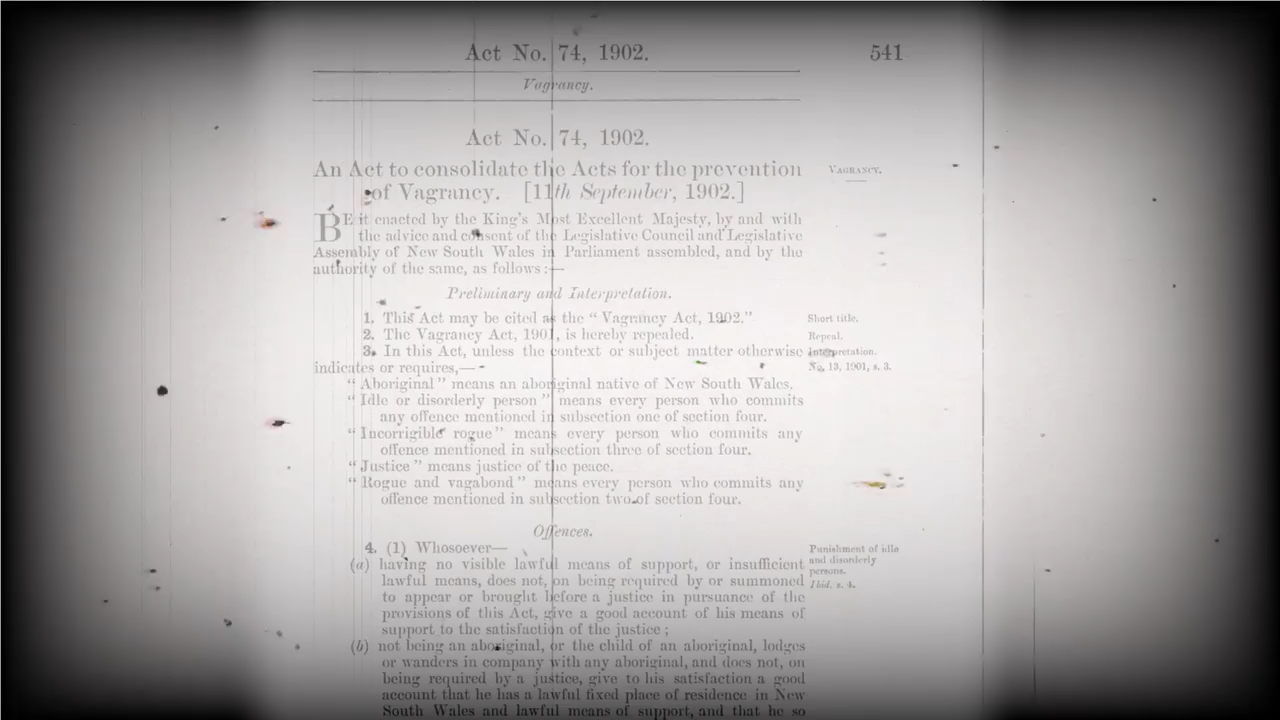 Act No. 74, 1902. 541
Vagrancy.
Act No. 74, 1902.
An Act to consolidate the Acts for the prevention
of Vagrancy. [11th September, 1902.]
VAGRANCY.
BE it enacted by the King's Most Excellent Majesty, by and with
the advice and consent of the Legislative Council and Legislative
Assembly of New South Wales in Parliament assembled, and by the
authority of the same, as follows :—
Preliminary and Interpretation.
1. This Act may be cited as the “ Vagrancy Act, 1902.”
Short title.
2. The Vagrancy Act, 1901, is hereby repealed.
Repeal.
3. In this Act, unless the context or subject matter otherwise
indicates or requires,—
Interpretation.
No. 13, 1901, s. 3.
“ Aboriginal ” means an aboriginal native of New South Wales.
“ Idle or disorderly person ” means every person who commits
any offence mentioned in subsection one of section four.
“ Incorrigible rogue ” means every person who commits any
offence mentioned in subsection three of section four.
“ Justice ” means justice of the peace.
“ Rogue and vagabond ” means every person who commits any
offence mentioned in subsection two of section four.
Offences.
4. (1) Whosoever—
Punishment of idle
and disorderly
persons.
Ibid. s. 4.
(a) having no visible lawful means of support, or insufficient
lawful means, does not, on being required by or summoned
to appear or brought before a justice in pursuance of the
provisions of this Act, give a good account of his means of
support to the satisfaction of the justice ;
(b) not being an aboriginal, or the child of an aboriginal, lodges
or wanders in company with any aboriginal, and does not, on
being required by a justice, give to his satisfaction a good
account that he has a lawful fixed place of residence in New
South Wales and lawful means of support, and that he so